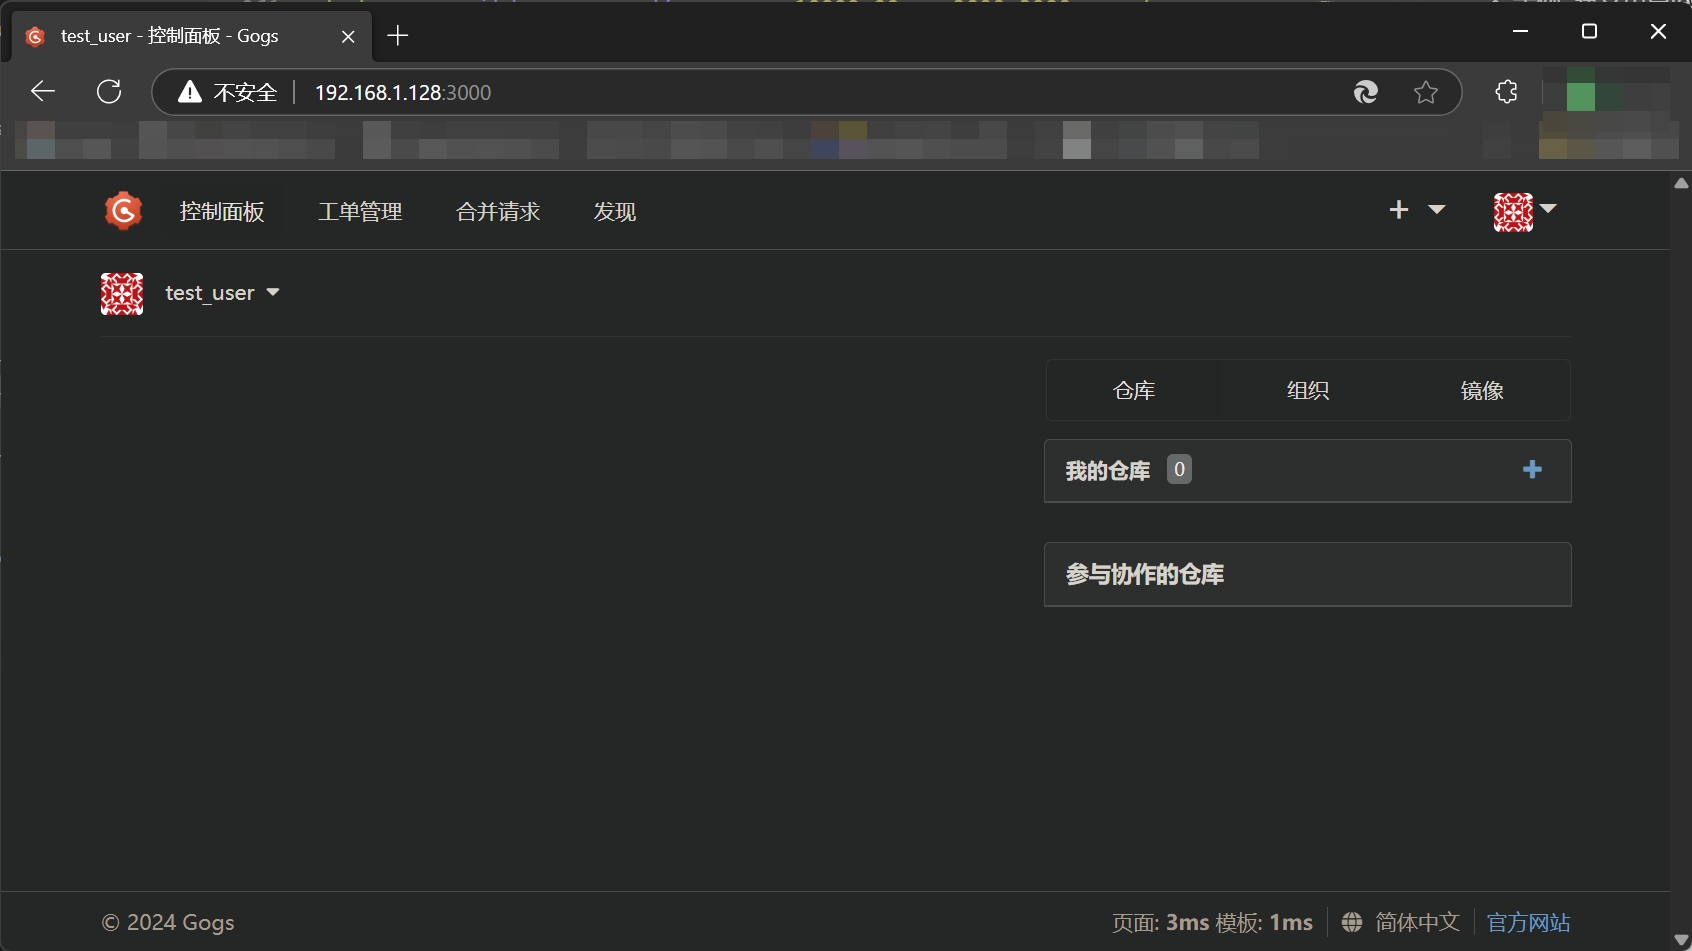 test_user - 控制面板 - Gogs
不安全 192.168.1.128:3000
控制面板 工单管理 合并请求 发现
test_user
仓库 组织 镜像
我的仓库 0
参与协作的仓库
© 2024 Gogs 页面: 3ms 模板: 1ms 简体中文 官方网站